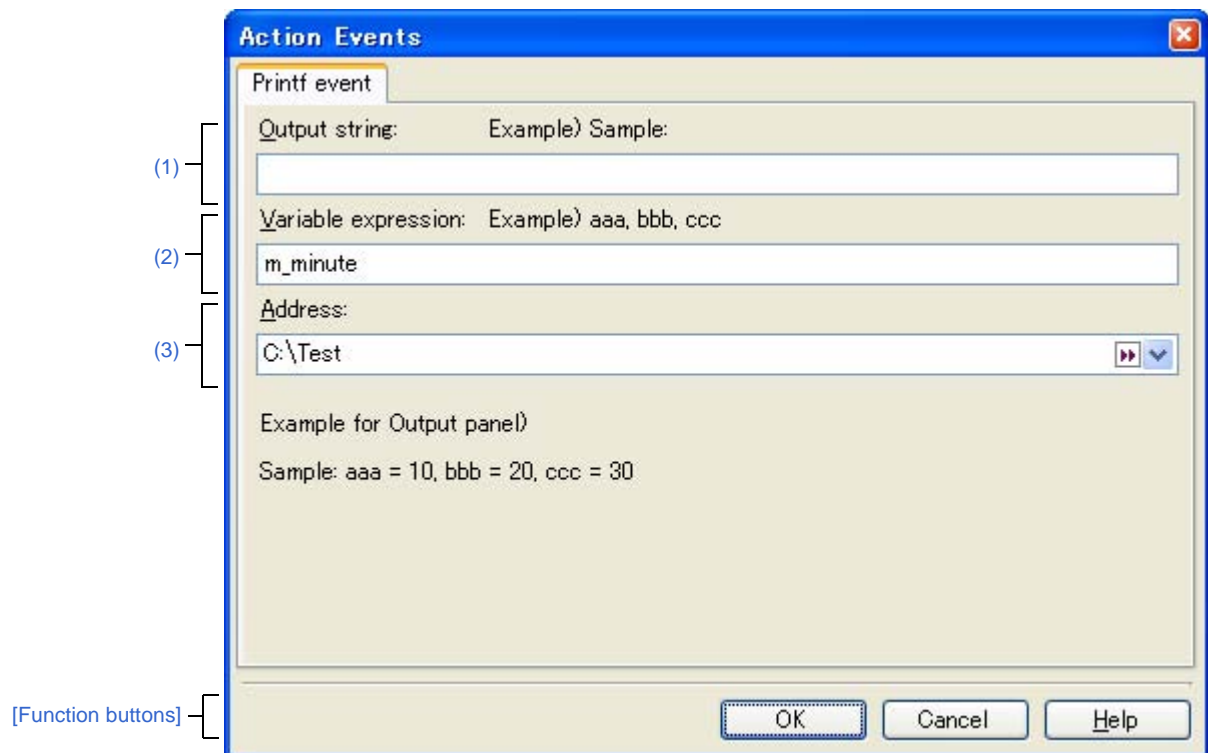 Action Events
Printf event
Output string: Example) Sample:
(1)
Variable expression: Example) aaa, bbb, ccc
(2)
m_minute
Address:
(3)
C:\Test
Example for Output panel)
Sample: aaa = 10, bbb = 20, ccc = 30
[Function buttons]
OK Cancel Help